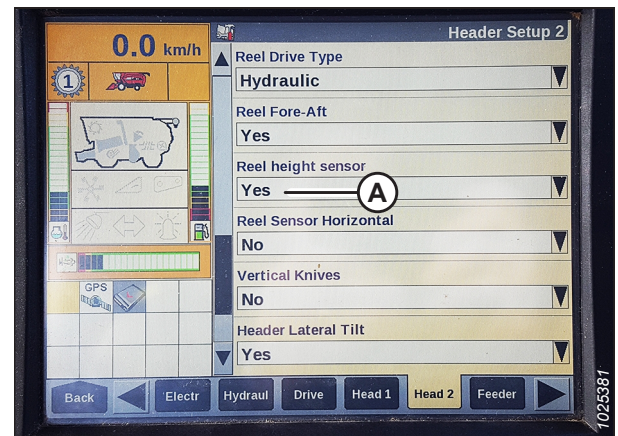 0.0 km/h
Header Setup 2
1
Reel Drive Type
Hydraulic
Reel Fore-Aft
Yes
Reel height sensor
Yes
A
Reel Sensor Horizontal
No
Vertical Knives
No
Header Lateral Tilt
Yes
GPS
Back
Electr
Hydraul
Drive
Head 1
Head 2
Feeder
1025381